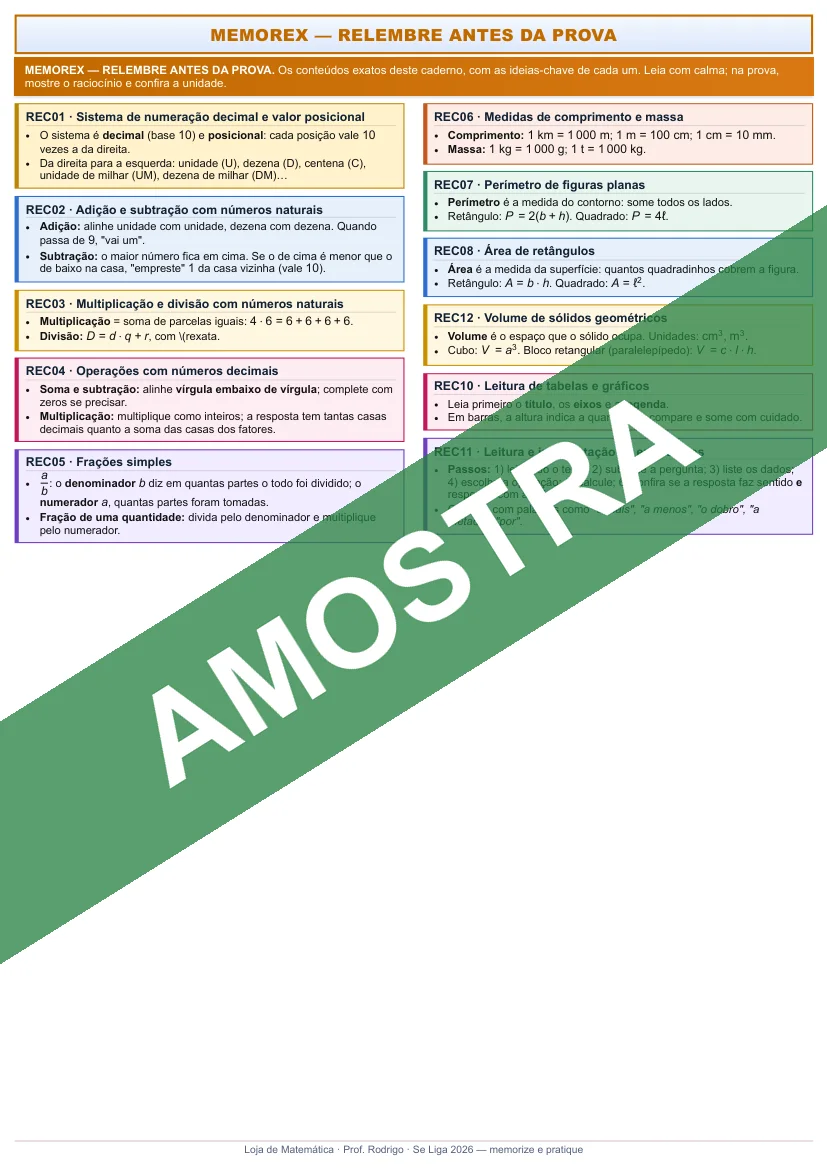 MEMOREX — RELEMBRE ANTES DA PROVA
MEMOREX — RELEMBRE ANTES DA PROVA. Os conteúdos exatos deste caderno, com as ideias-chave de cada um. Leia com calma; na prova,
mostre o raciocínio e confira a unidade.
REC01 · Sistema de numeração decimal e valor posicional
• O sistema é decimal (base 10) e posicional: cada posição vale 10
vezes a da direita.
• Da direita para a esquerda: unidade (U), dezena (D), centena (C),
unidade de milhar (UM), dezena de milhar (DM)…
REC02 · Adição e subtração com números naturais
• Adição: alinhe unidade com unidade, dezena com dezena. Quando
passa de 9, "vai um".
• Subtração: o maior número fica em cima. Se o de cima é menor que o
de baixo na casa, "empreste" 1 da casa vizinha (vale 10).
REC03 · Multiplicação e divisão com números naturais
• Multiplicação = soma de parcelas iguais: 4 · 6 = 6 + 6 + 6 + 6.
• Divisão: D = d · q + r, com \(rexata.
REC04 · Operações com números decimais
• Soma e subtração: alinhe vírgula embaixo de vírgula; complete com
zeros se precisar.
• Multiplicação: multiplique como inteiros; a resposta tem tantas casas
decimais quanto a soma das casas dos fatores.
REC05 · Frações simples
• a/b: o denominador b diz em quantas partes o todo foi dividido; o
numerador a, quantas partes foram tomadas.
• Fração de uma quantidade: divida pelo denominador e multiplique
pelo numerador.
REC06 · Medidas de comprimento e massa
• Comprimento: 1 km = 1 000 m; 1 m = 100 cm; 1 cm = 10 mm.
• Massa: 1 kg = 1 000 g; 1 t = 1 000 kg.
REC07 · Perímetro de figuras planas
• Perímetro é a medida do contorno: some todos os lados.
• Retângulo: P = 2(b + h). Quadrado: P = 4ℓ.
REC08 · Área de retângulos
• Área é a medida da superfície: quantos quadradinhos cobrem a figura.
• Retângulo: A = b · h. Quadrado: A = ℓ².
REC12 · Volume de sólidos geométricos
• Volume é o espaço que o sólido ocupa. Unidades: cm³, m³.
• Cubo: V = a³. Bloco retangular (paralelepípedo): V = c · l · h.
REC10 · Leitura de tabelas e gráficos
• Leia primeiro o título, os eixos e
• Em barras, a altura indica a compare e some com cuidado.
REC11 · Leitura e
• Passos: 1) o 2) a pergunta; 3) liste os dados;
4) a confira se a resposta faz sentido e
com
com como "a menos", "o dobro", "a
"por".
AMOSTRA
Loja de Matemática · Prof. Rodrigo · Se Liga 2026 — memorize e pratique